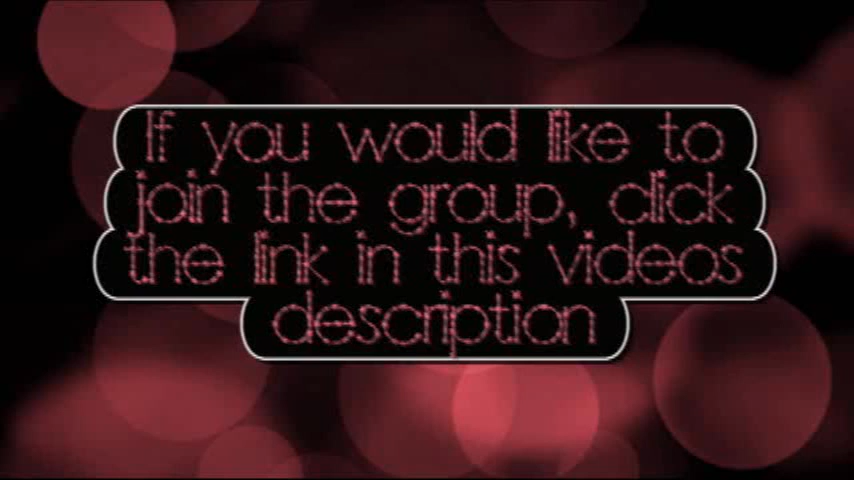 If you would like to
join the group, click
the link in this videos
description